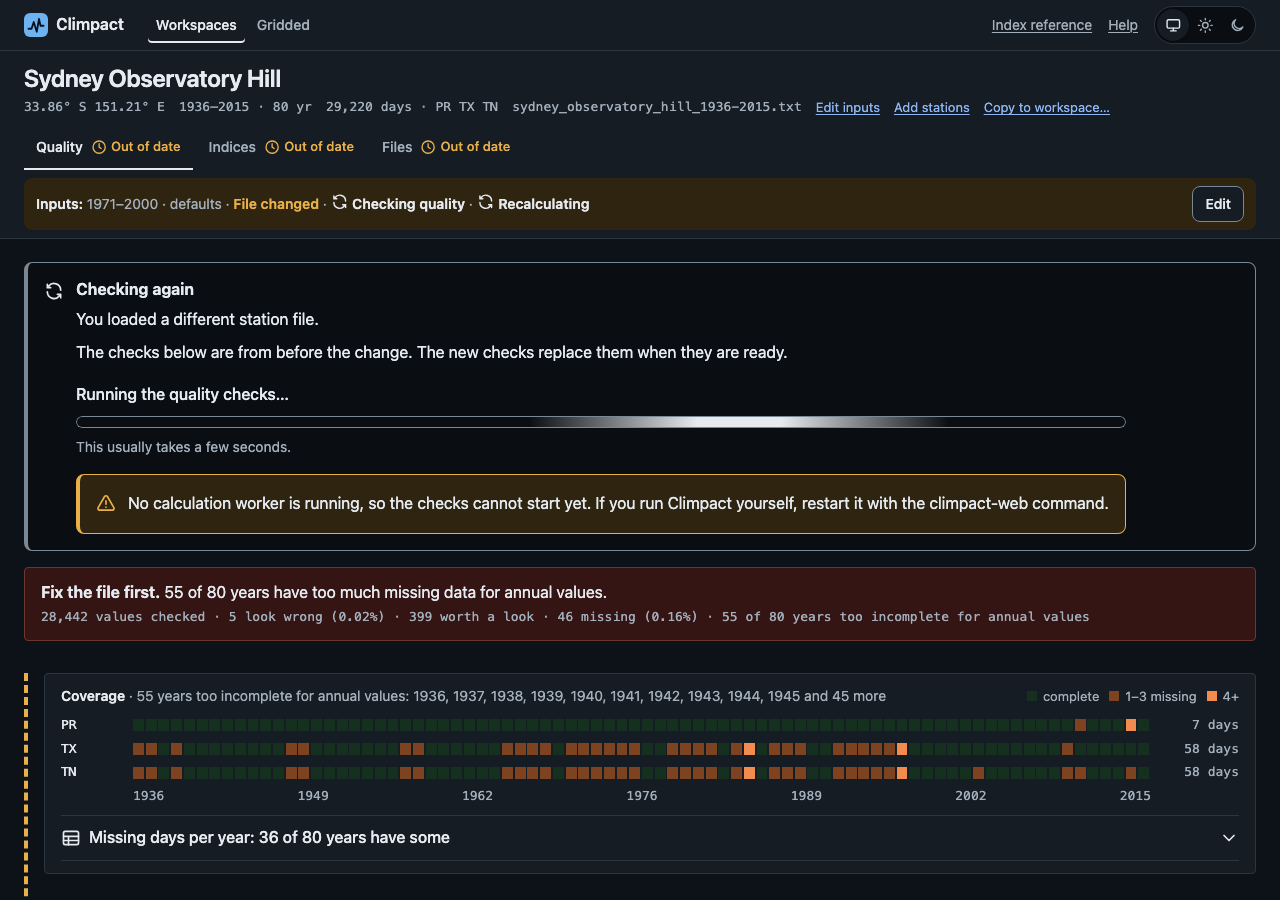 Climpact Workspaces Gridded Index reference Help
Sydney Observatory Hill
33.86° S 151.21° E 1936–2015 · 80 yr 29,220 days · PR TX TN sydney_observatory_hill_1936-2015.txt Edit inputs Add stations Copy to workspace…
Quality Out of date Indices Out of date Files Out of date
Inputs: 1971–2000 · defaults · File changed · Checking quality · Recalculating Edit
Checking again
You loaded a different station file.
The checks below are from before the change. The new checks replace them when they are ready.
Running the quality checks…
This usually takes a few seconds.
No calculation worker is running, so the checks cannot start yet. If you run Climpact yourself, restart it with the climpact-web command.
Fix the file first. 55 of 80 years have too much missing data for annual values.
28,442 values checked · 5 look wrong (0.02%) · 399 worth a look · 46 missing (0.16%) · 55 of 80 years too incomplete for annual values
Coverage · 55 years too incomplete for annual values: 1936, 1937, 1938, 1939, 1940, 1941, 1942, 1943, 1944, 1945 and 45 more complete 1–3 missing 4+
PR 7 days
TX 58 days
TN 58 days
1936 1949 1962 1976 1989 2002 2015
Missing days per year: 36 of 80 years have some